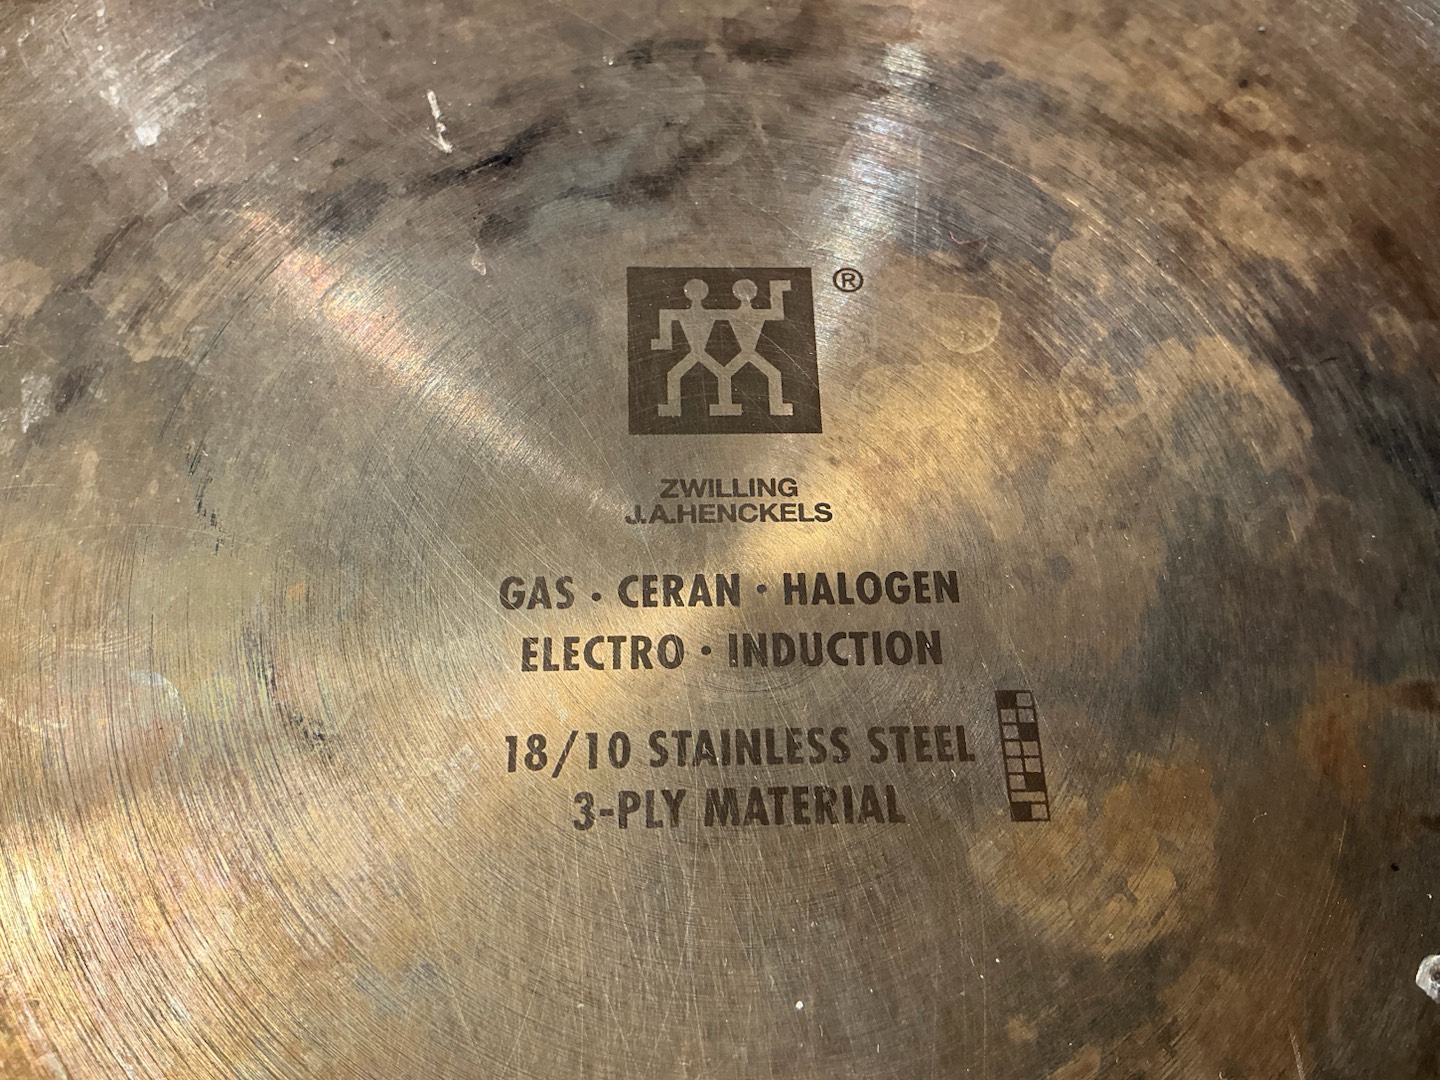 ®
ZWILLING
J.A.HENCKELS
GAS · CERAN · HALOGEN
ELECTRO · INDUCTION
18/10 STAINLESS STEEL
3-PLY MATERIAL